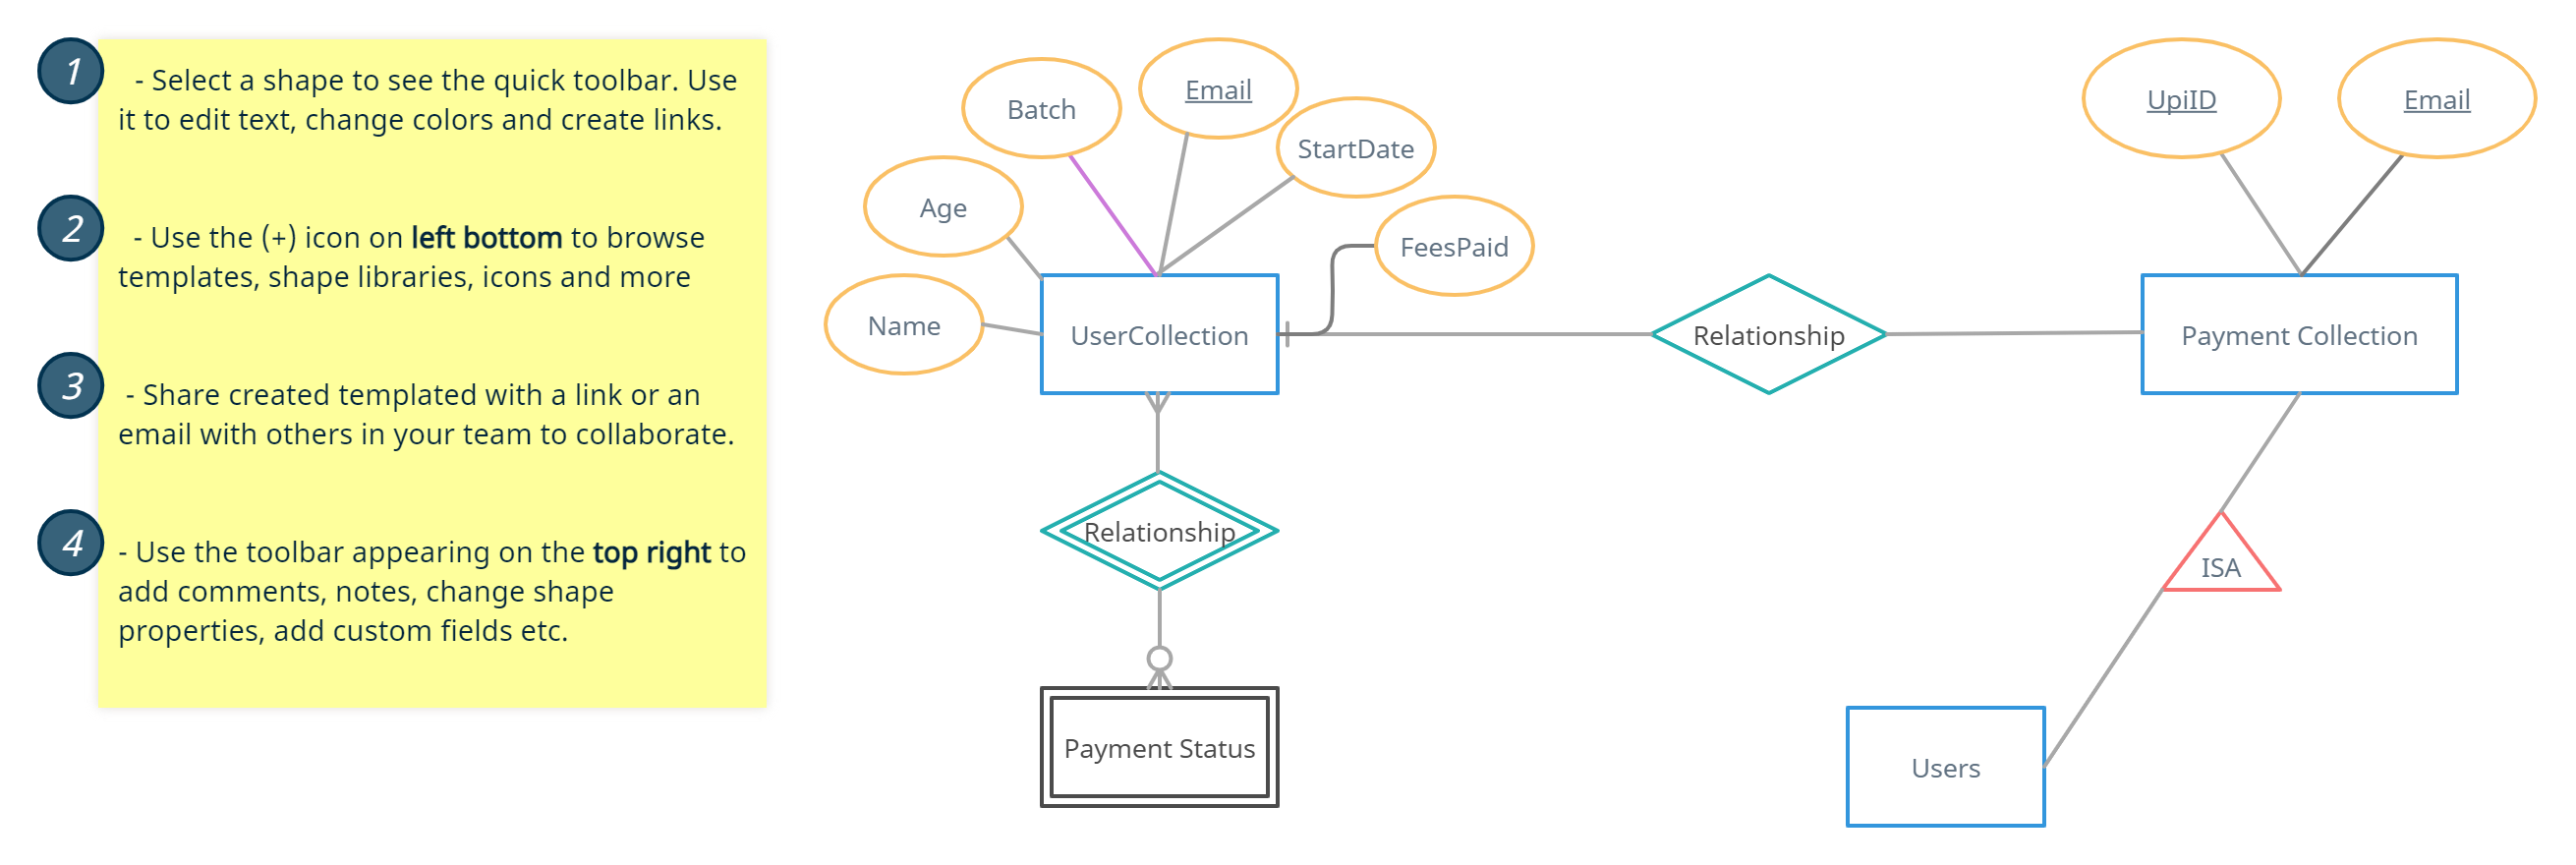 1
- Select a shape to see the quick toolbar. Use
it to edit text, change colors and create links.
2
- Use the (+) icon on left bottom to browse
templates, shape libraries, icons and more
3
- Share created templated with a link or an
email with others in your team to collaborate.
4
- Use the toolbar appearing on the top right to
add comments, notes, change shape
properties, add custom fields etc.
Email
Batch
StartDate
Age
FeesPaid
Name
UserCollection
Relationship
UpiID
Email
Payment Collection
Relationship
ISA
Payment Status
Users